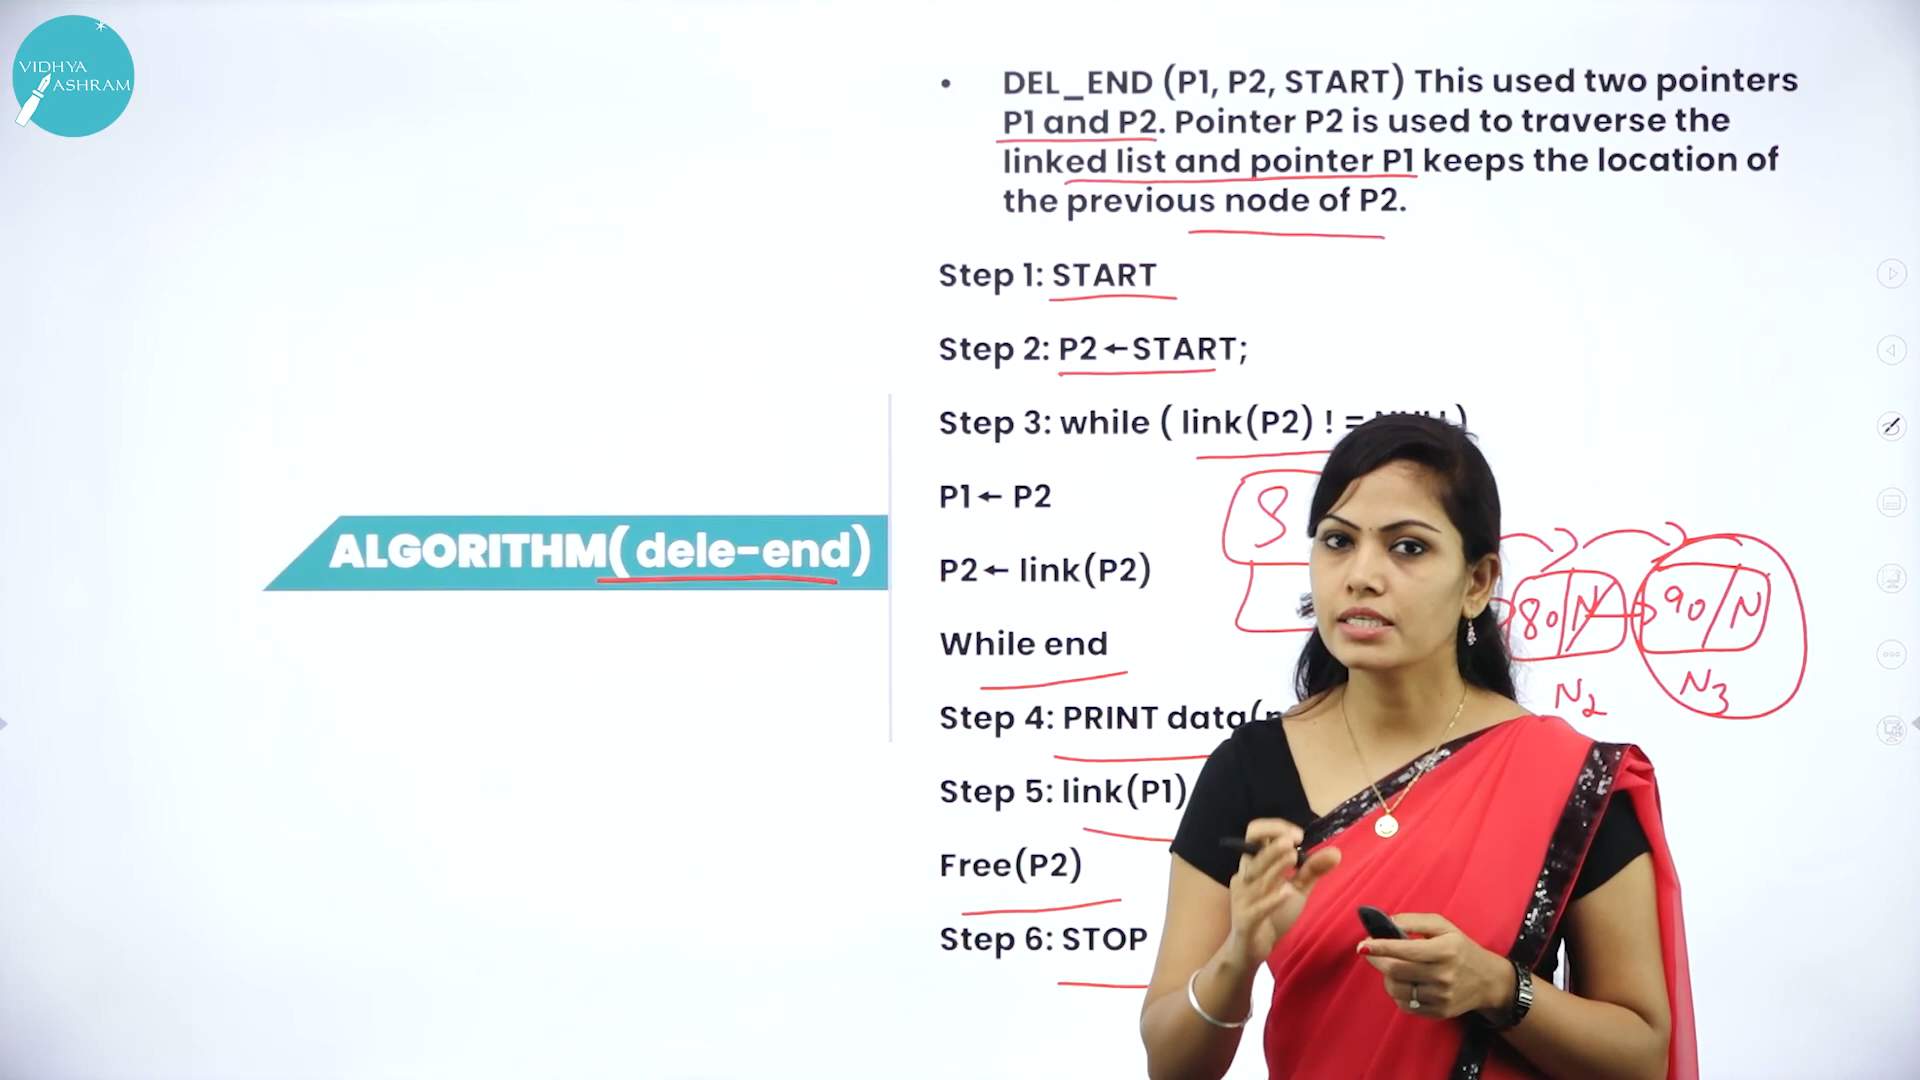 VIDHYA
ASHRAM
• DEL_END (P1, P2, START) This used two pointers
P1 and P2. Pointer P2 is used to traverse the
linked list and pointer P1 keeps the location of
the previous node of P2.
Step 1: START
Step 2: P2←START;
Step 3: while ( link(P2) ! = )
P1← P2
P2← link(P2)
While end
Step 4: PRINT data(
Step 5: link(P1)
Free(P2)
Step 6: STOP
ALGORITHM( dele-end)
S
80 N
90 N
N2
N3